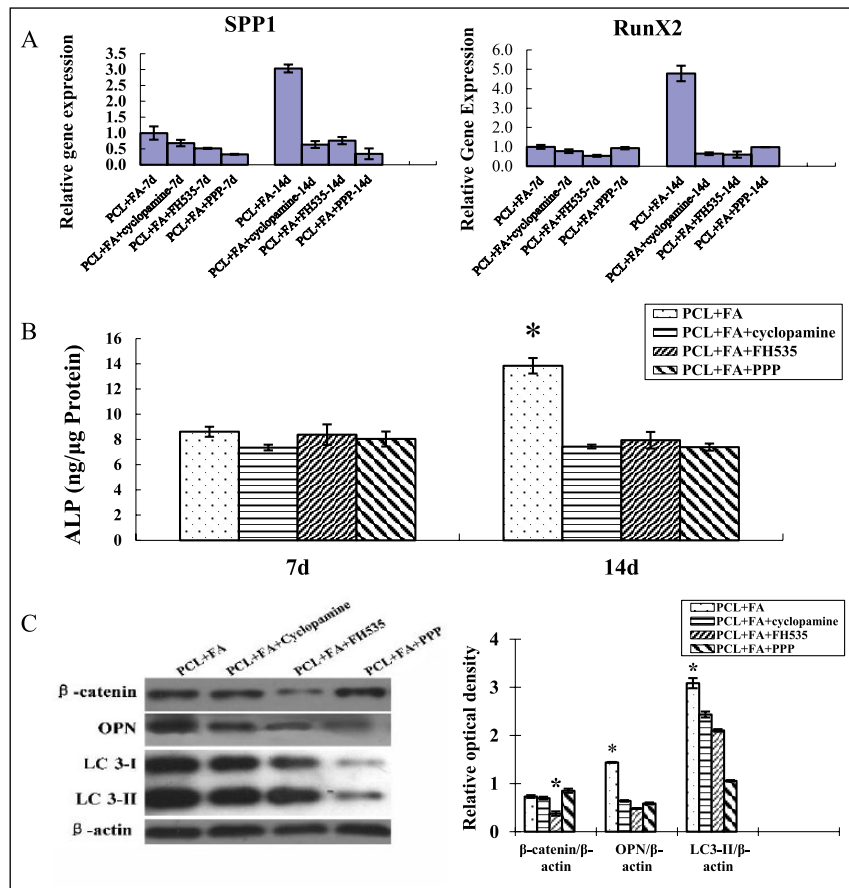 A
SPP1
RunX2
Relative gene expression
3.5
3.0
2.5
2.0
1.5
1.0
0.5
0.0
PCL+FA-7d
PCL+FA+cyclopamine-7d
PCL+FA+FH535-7d
PCL+FA+PPP-7d
PCL+FA-14d
PCL+FA+cyclopamine-14d
PCL+FA+FH535-14d
PCL+FA+PPP-14d
Relative Gene Expression
6.0
5.0
4.0
3.0
2.0
1.0
0.0
PCL+FA-7d
PCL+FA+cyclopamine-7d
PCL+FA+FH535-7d
PCL+FA+PPP-7d
PCL+FA-14d
PCL+FA+cyclopamine-14d
PCL+FA+FH535-14d
PCL+FA+PPP-14d
B
ALP (ng/μg Protein)
16
14
12
10
8
6
4
2
0
*
7d
14d
PCL+FA
PCL+FA+cyclopamine
PCL+FA+FH535
PCL+FA+PPP
C
PCL+FA
PCL+FA+Cyclopamine
PCL+FA+FH535
PCL+FA+PPP
β-catenin
OPN
LC 3-I
LC 3-II
β-actin
PCL+FA
PCL+FA+cyclopamine
PCL+FA+FH535
PCL+FA+PPP
Relative optical density
4
3
2
1
0
*
*
*
β-catenin/β-
actin
OPN/β-
actin
LC3-II/β-
actin